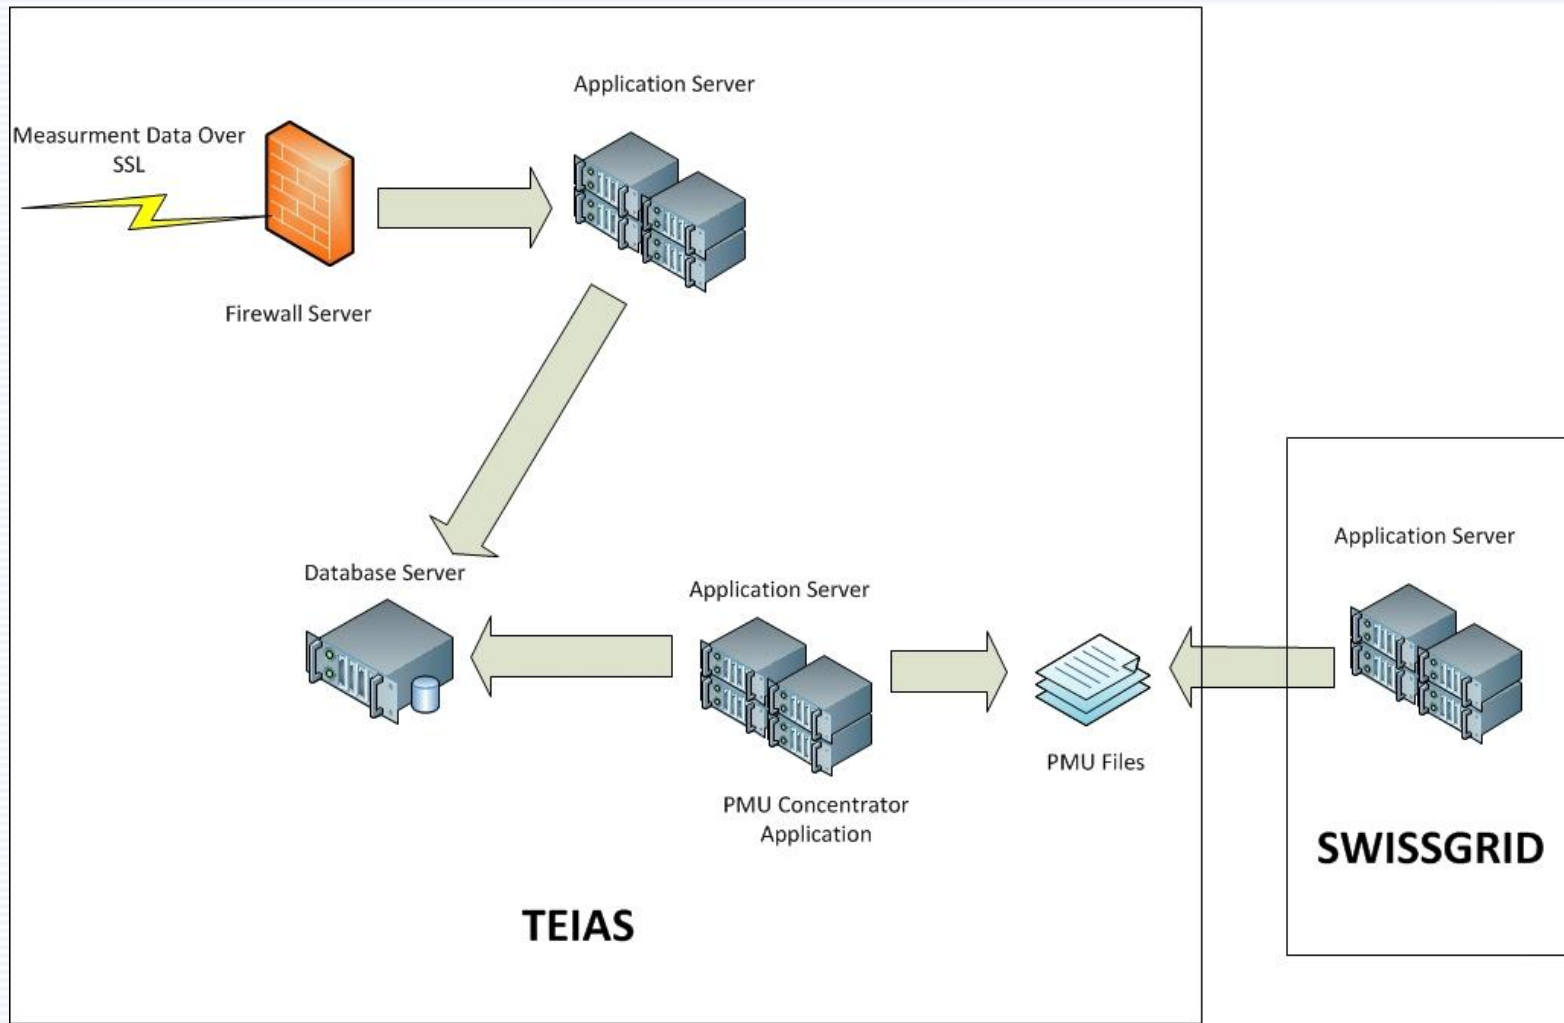 Application Server
Measurment Data Over
SSL
Firewall Server
Application Server
Database Server
Application Server
PMU Files
PMU Concentrator
Application
SWISSGRID
TEIAS